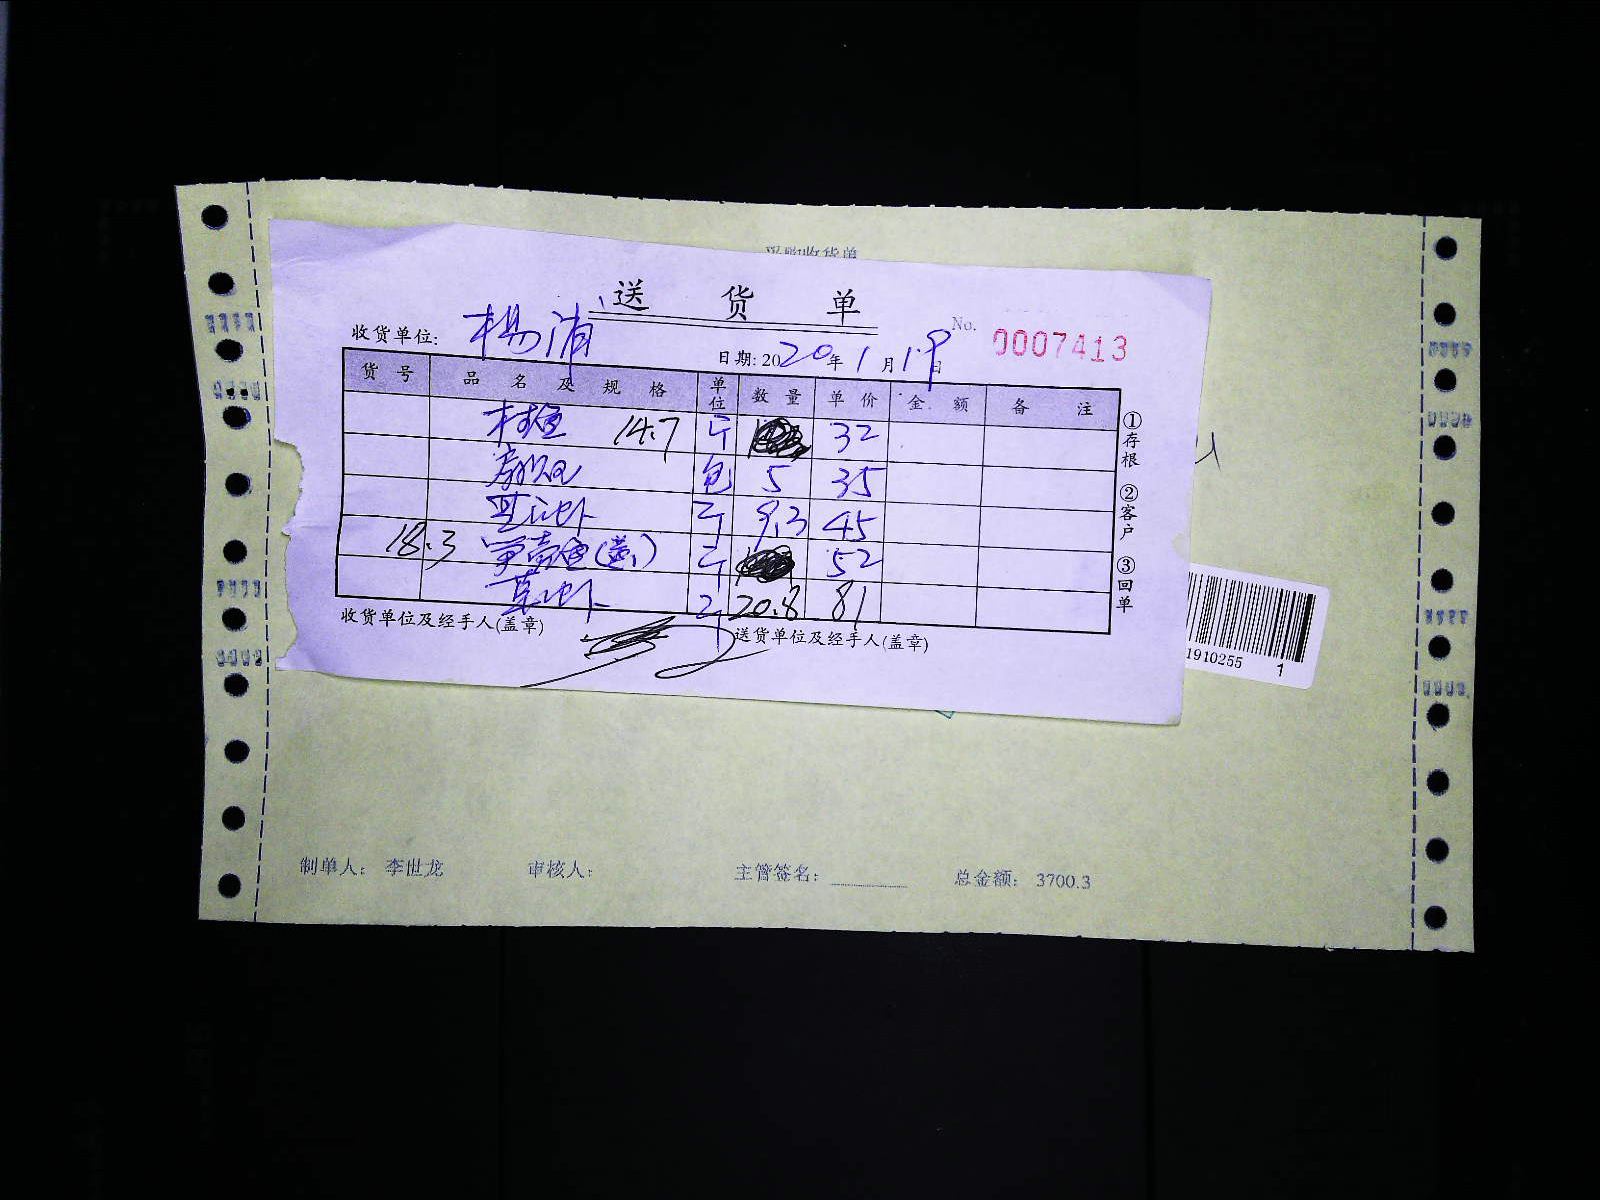 送 货 单
收货单位: 杨浦
No. 0007413
日期: 2020年1月19日
货 号 品 名 及 规 格 单位 数 量 单 价 金 额 备 注
14.7 斤 32
包 5 35
斤 9.3 45
18.3 斤 52
草虾 斤 20.8 81
①存根 ②客户 ③回单
收货单位及经手人(盖章) 送货单位及经手人(盖章)
1910255 1
制单人: 李世龙 审核人: 主管签名: 总金额: 3700.3